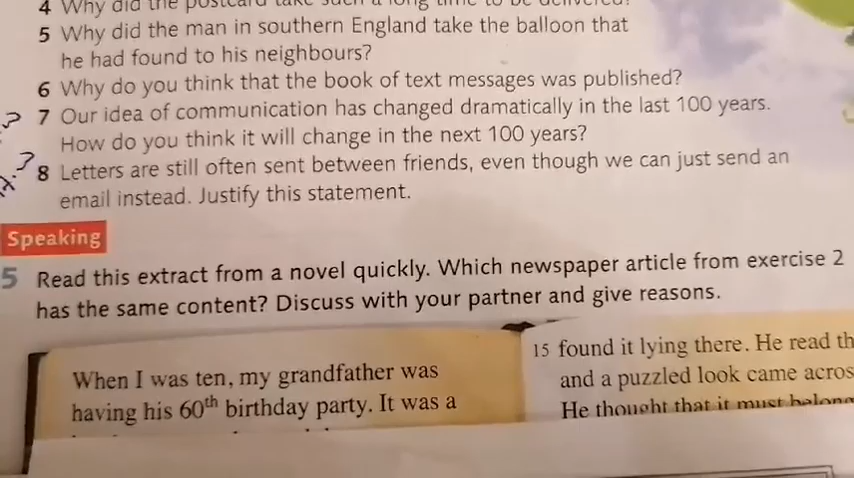 4 Why did the postcard take such a long time to be delivered?
5 Why did the man in southern England take the balloon that
he had found to his neighbours?
6 Why do you think that the book of text messages was published?
7 Our idea of communication has changed dramatically in the last 100 years.
How do you think it will change in the next 100 years?
8 Letters are still often sent between friends, even though we can just send an
email instead. Justify this statement.
Speaking
5 Read this extract from a novel quickly. Which newspaper article from exercise 2
has the same content? Discuss with your partner and give reasons.
When I was ten, my grandfather was
having his 60th birthday party. It was a
15 found it lying there. He read th
and a puzzled look came acros
He thought that it must belong